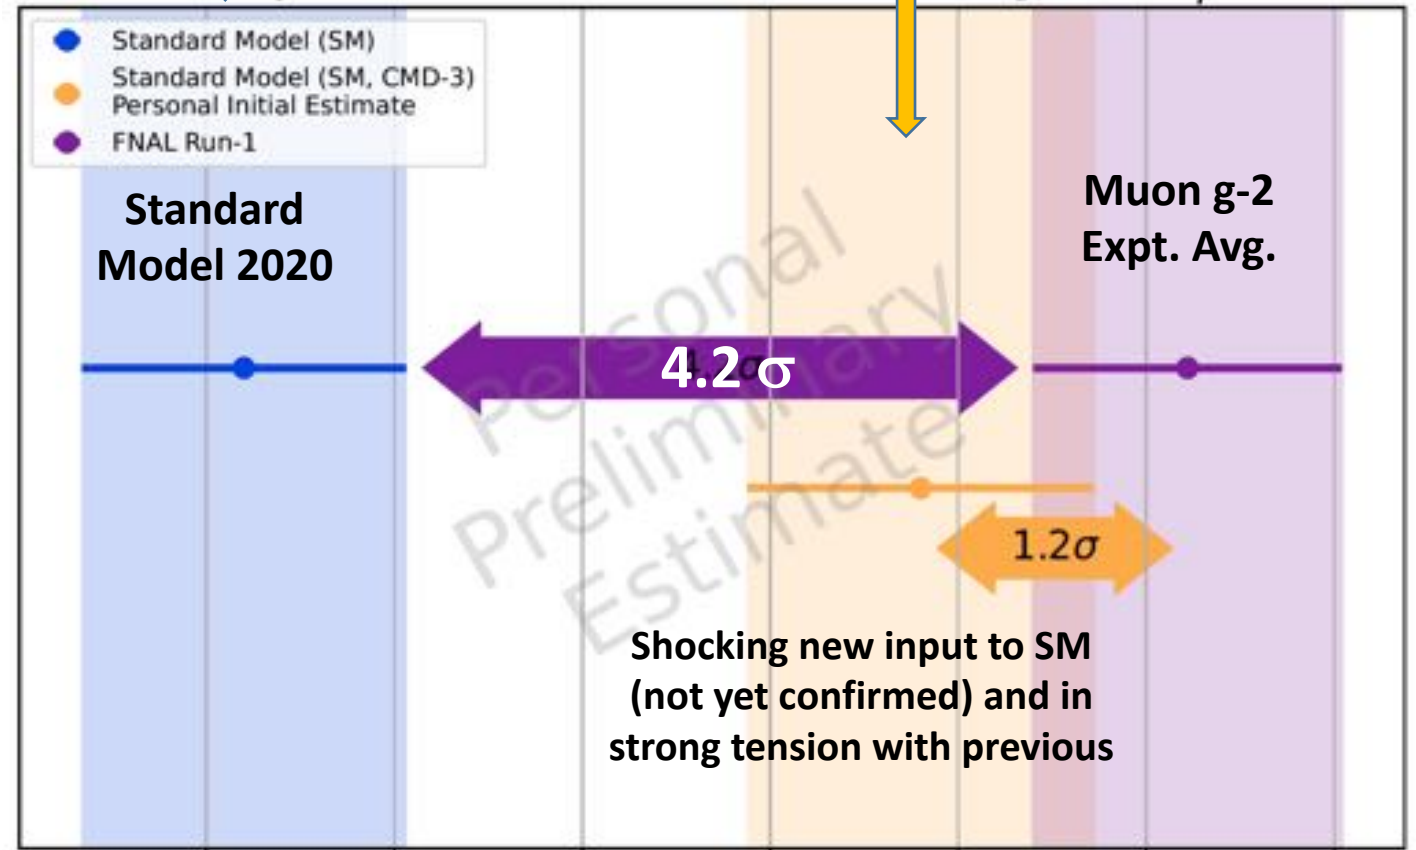 Standard Model (SM)
Standard Model (SM, CMD-3)
Personal Initial Estimate
FNAL Run-1
Standard
Model 2020
Muon g-2
Expt. Avg.
Personal
Preliminary
Estimate
4.2 σ
1.2σ
Shocking new input to SM
(not yet confirmed) and in
strong tension with previous